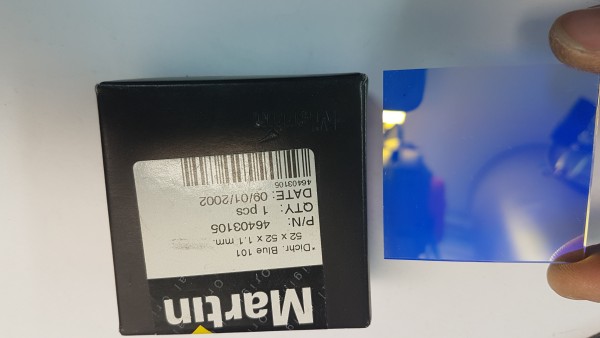 Martin
*Dichr. Blue 101
52 x 52 x 1.1 mm.
P/N: 46403105
QTY: 1 pcs
DATE: 09/01/2002
46403105